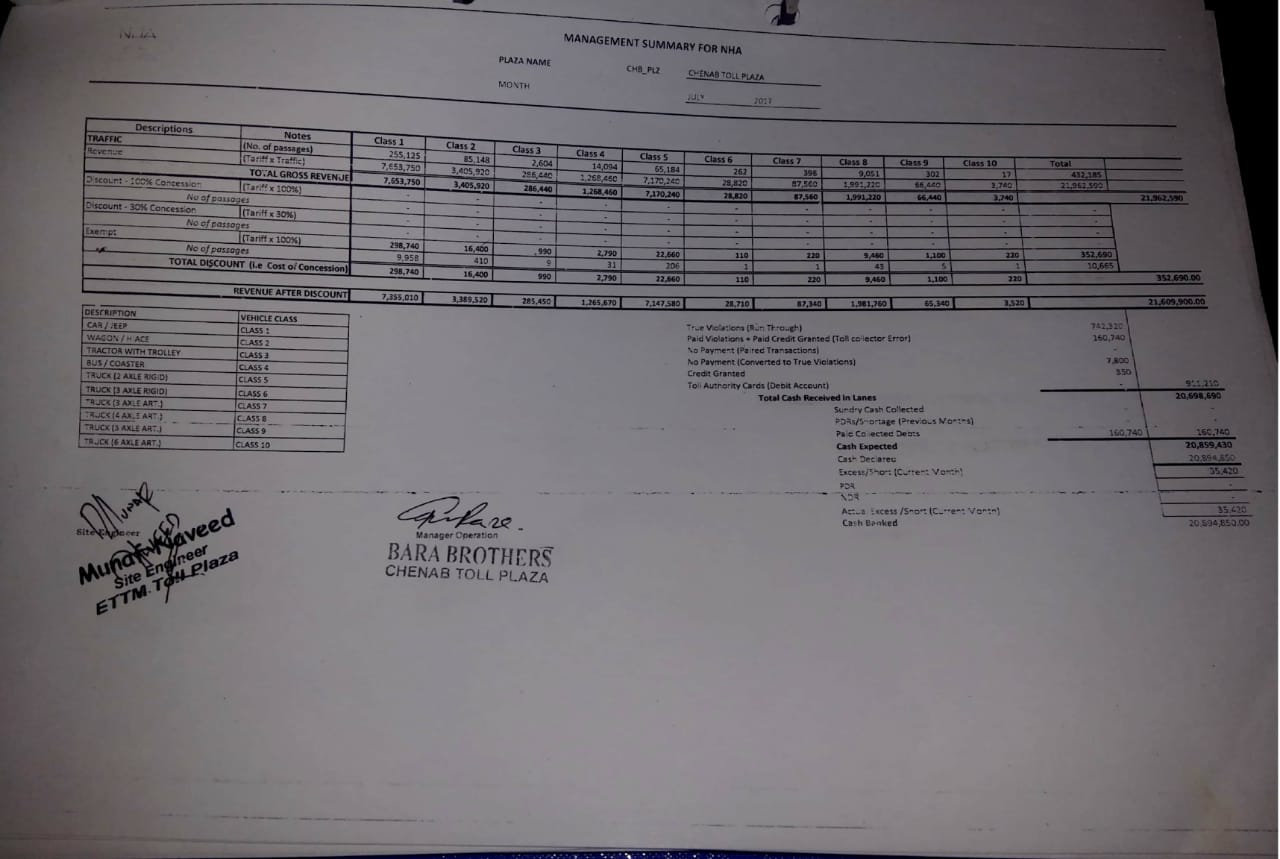 NHA
MANAGEMENT SUMMARY FOR NHA
PLAZA NAME CHB_PLZ CHENAB TOLL PLAZA
MONTH JULY 2017
Descriptions Notes Class 1 Class 2 Class 3 Class 4 Class 5 Class 6 Class 7 Class 8 Class 9 Class 10 Total
TRAFFIC (No. of passages) 255,125 85,148 2,604 14,094 65,184 262 398 9,051 302 17 432,185
Revenue (Tariff x Traffic) 7,653,750 3,405,920 286,440 1,268,460 7,170,240 28,820 87,560 1,991,220 66,440 3,740 21,962,590
TOTAL GROSS REVENUE 7,653,750 3,405,920 286,440 1,268,460 7,170,240 28,820 87,560 1,991,220 66,440 3,740 21,962,590
Discount - 100% Concession (Tariff x 100%) - - - - - - - - - - -
No of passages - - - - - - - - - - -
Discount - 30% Concession (Tariff x 30%) - - - - - - - - - - -
No of passages - - - - - - - - - - -
Exempt (Tariff x 100%) 298,740 16,400 990 2,790 22,660 110 220 9,460 1,100 220 352,690
No of passages 9,958 410 9 31 206 1 1 43 5 1 10,665
TOTAL DISCOUNT (i.e Cost of Concession) 298,740 16,400 990 2,790 22,660 110 220 9,460 1,100 220 352,690.00
REVENUE AFTER DISCOUNT 7,355,010 3,389,520 285,450 1,265,670 7,147,580 28,710 87,340 1,981,760 65,340 3,520 21,609,900.00
DESCRIPTION VEHICLE CLASS
CAR / JEEP CLASS 1
WAGON / HIACE CLASS 2
TRACTOR WITH TROLLEY CLASS 3
BUS / COASTER CLASS 4
TRUCK (2 AXLE RIGID) CLASS 5
TRUCK (3 AXLE RIGID) CLASS 6
TRUCK (3 AXLE ART.) CLASS 7
TRUCK (4 AXLE ART.) CLASS 8
TRUCK (5 AXLE ART.) CLASS 9
TRUCK (6 AXLE ART.) CLASS 10
True Violations (Run Through) 742,320
Paid Violations + Paid Credit Granted (Toll collector Error) 160,740
No Payment (Paired Transactions) -
No Payment (Converted to True Violations) 7,800
Credit Granted 350
Toll Authority Cards (Debit Account) - 911,210
Total Cash Received in Lanes 20,698,690
Sundry Cash Collected - -
PDRs/Shortage (Previous Months) - -
Paid Collected Debts 160,740 160,740
Cash Expected 20,859,430
Cash Declared 20,894,850
Excess/Short (Current Month) 35,420
PDR -
NDR -
Actual Excess /Short (Current Month) 35,420
Cash Banked 20,894,850.00
Site Engineer
Naveed
Site Engineer
ETTM Toll Plaza
Manager Operation
BARA BROTHERS
CHENAB TOLL PLAZA